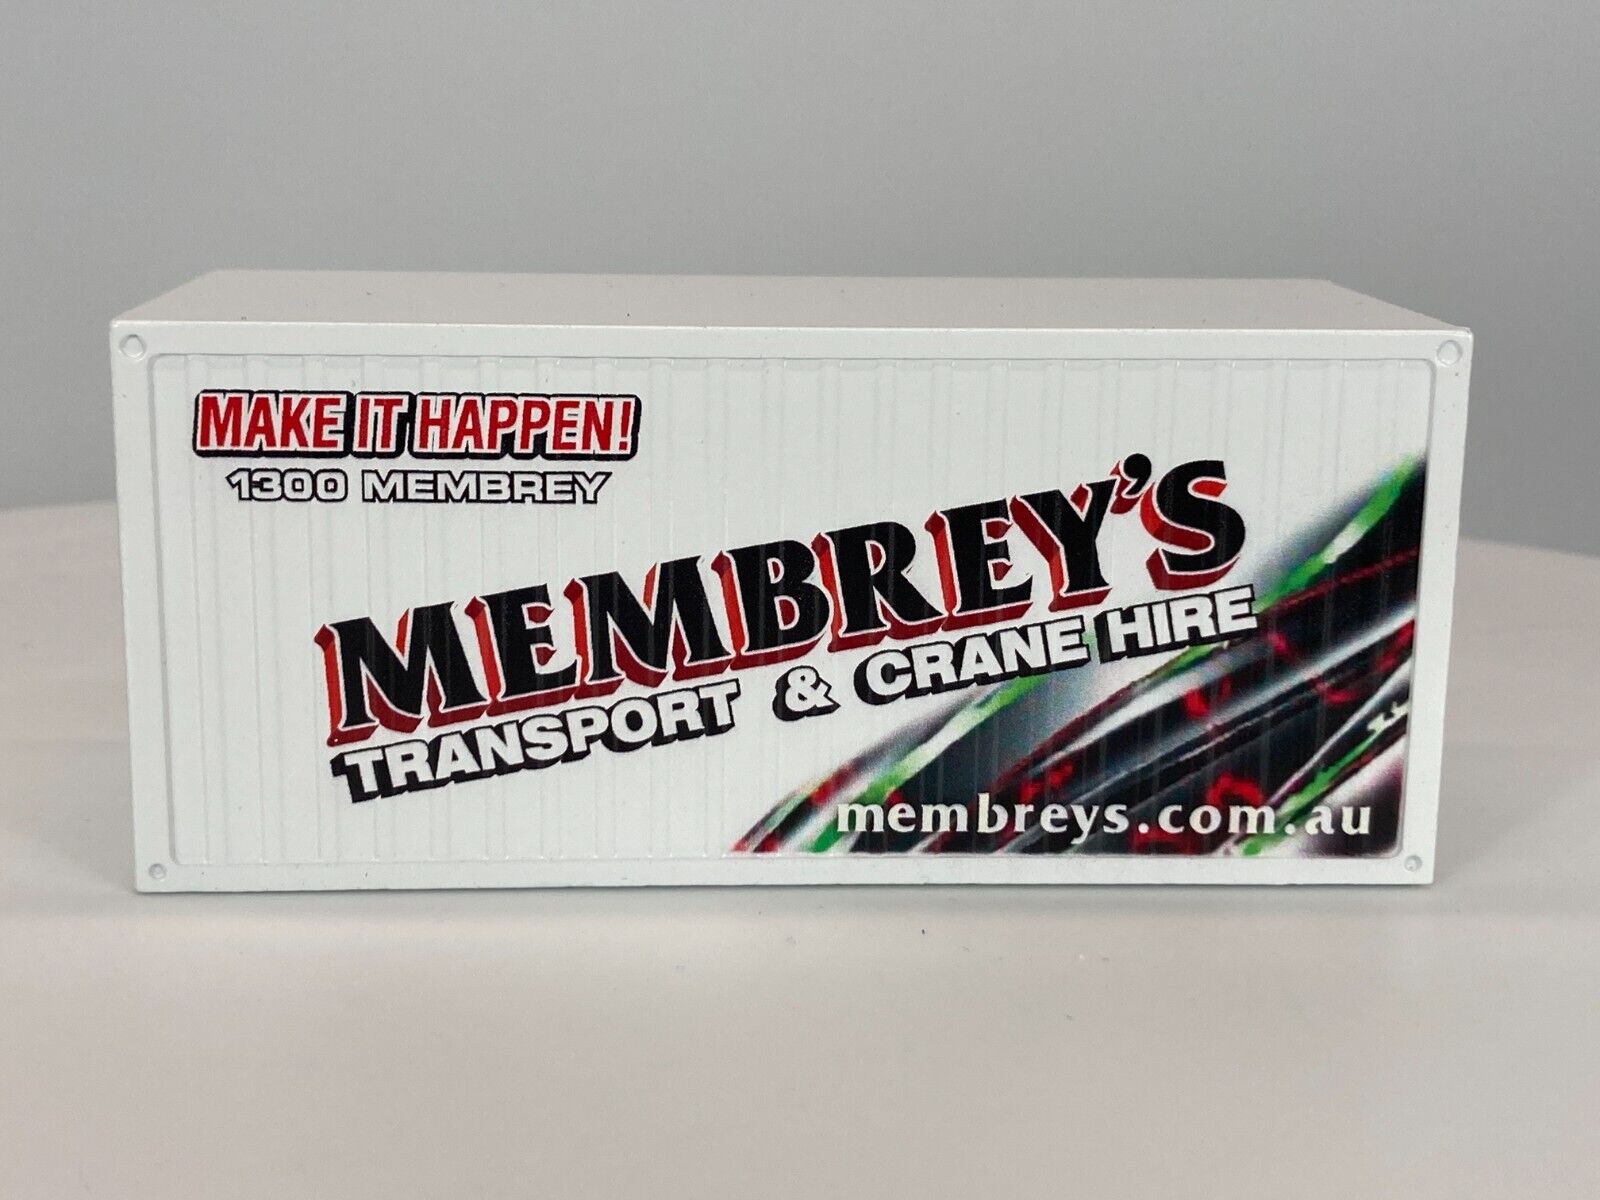 MAKE IT HAPPEN!
1300 MEMBREY
MEMBREY'S
TRANSPORT & CRANE HIRE
membreys.com.au